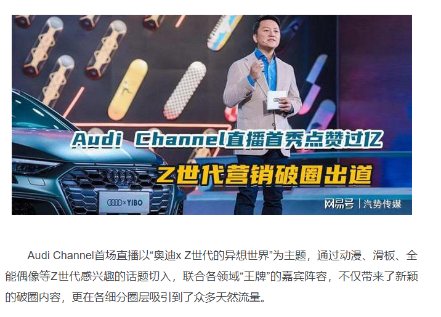 Audi Channel直播首秀点赞过亿
Z世代营销破圈出道
YIBO
网易号 | 汽势传媒
Audi Channel首场直播以“奥迪x Z世代的异想世界”为主题，通过动漫、滑板、全
能偶像等Z世代感兴趣的话题切入，联合各领域“王牌”的嘉宾阵容，不仅带来了新颖
的破圈内容，更在各细分圈层吸引到了众多天然流量。